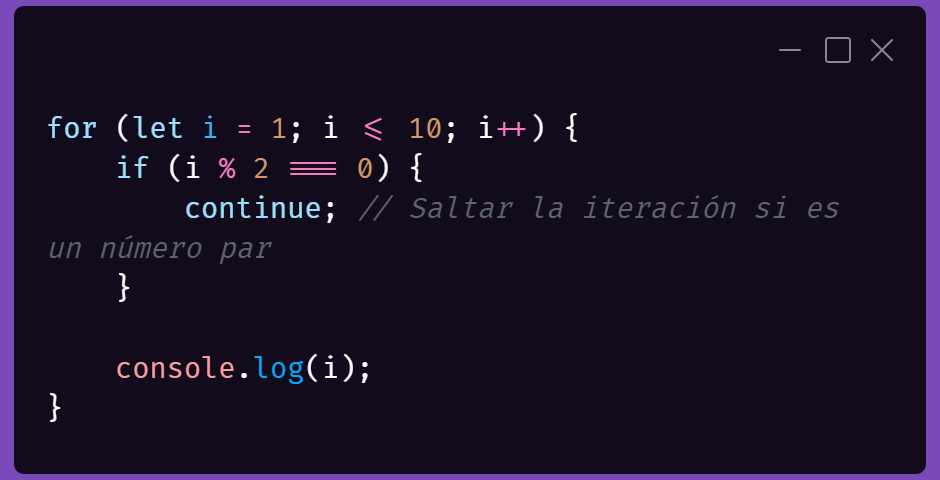 for (let i = 1; i <= 10; i++) {
    if (i % 2 === 0) {
        continue; // Saltar la iteración si es
un número par
    }

    console.log(i);
}